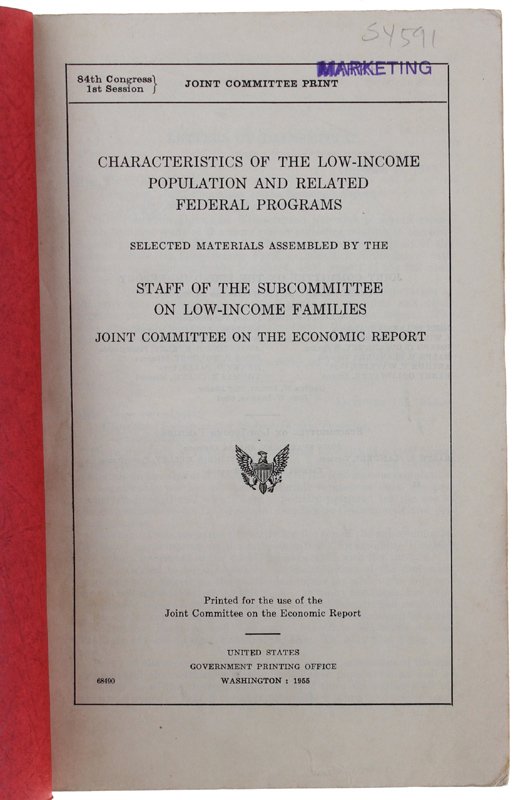 SY591
MARKETING
84th Congress
1st Session
JOINT COMMITTEE PRINT
CHARACTERISTICS OF THE LOW-INCOME
POPULATION AND RELATED
FEDERAL PROGRAMS
SELECTED MATERIALS ASSEMBLED BY THE
STAFF OF THE SUBCOMMITTEE
ON LOW-INCOME FAMILIES
JOINT COMMITTEE ON THE ECONOMIC REPORT
Printed for the use of the
Joint Committee on the Economic Report
UNITED STATES
GOVERNMENT PRINTING OFFICE
68490
WASHINGTON : 1955